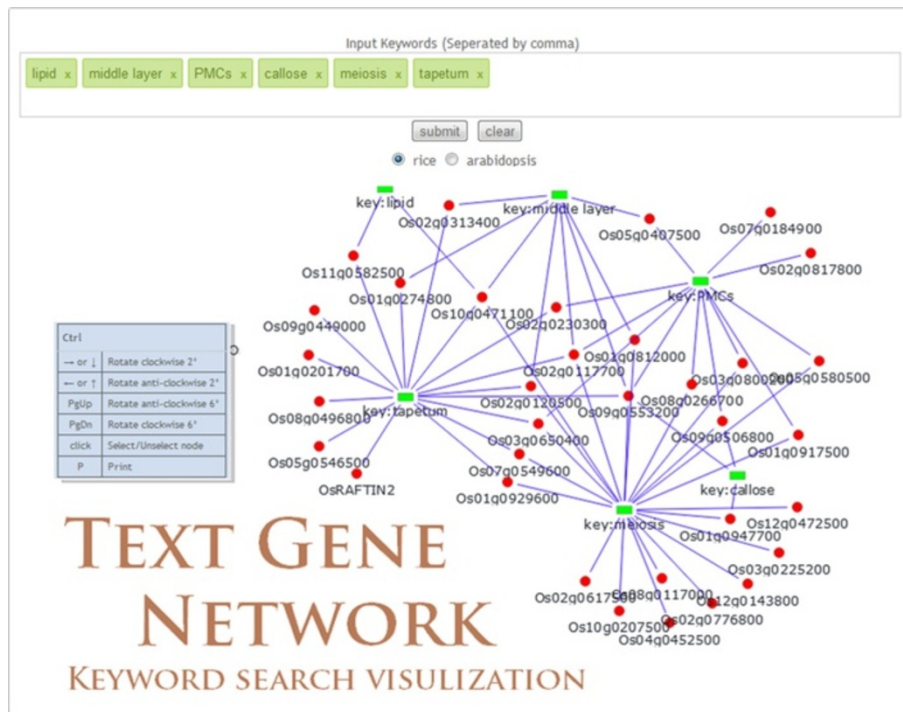 Input Keywords (Seperated by comma)
lipid x middle layer x PMCs x callose x meiosis x tapetum x
submit clear
rice arabidopsis
key:lipid
Os02g0313400
key:middle layer
Os05g0407500
Os07g0184900
Os11g0582500
Os02g0817800
Os01g0274800
Os10g0471100
key:PMCs
Os09g0449000
Os02g0230300
Os01g0201700
Os02g0117700
Os08g0496800
key:tapetum
Os02g0120500
Os09g0553200
Os08g0266700
Os03g0650400
Os09g0506800
Os01g0917500
Os05g0546500
Os07g0549600
OsRAFTIN2
Os01g0929600
key:callose
key:meiosis
Os01g0947700
Os12g0472500
Os03g0225200
Os12g0143800
Os02g0776800
Os10g0207500
Os04g0452500
Ctrl
→ or ↓ Rotate clockwise 2°
← or ↑ Rotate anti-clockwise 2°
PgUp Rotate anti-clockwise 6°
PgDn Rotate clockwise 6°
click Select/Unselect node
P Print
TEXT GENE
NETWORK
KEYWORD SEARCH VISULIZATION